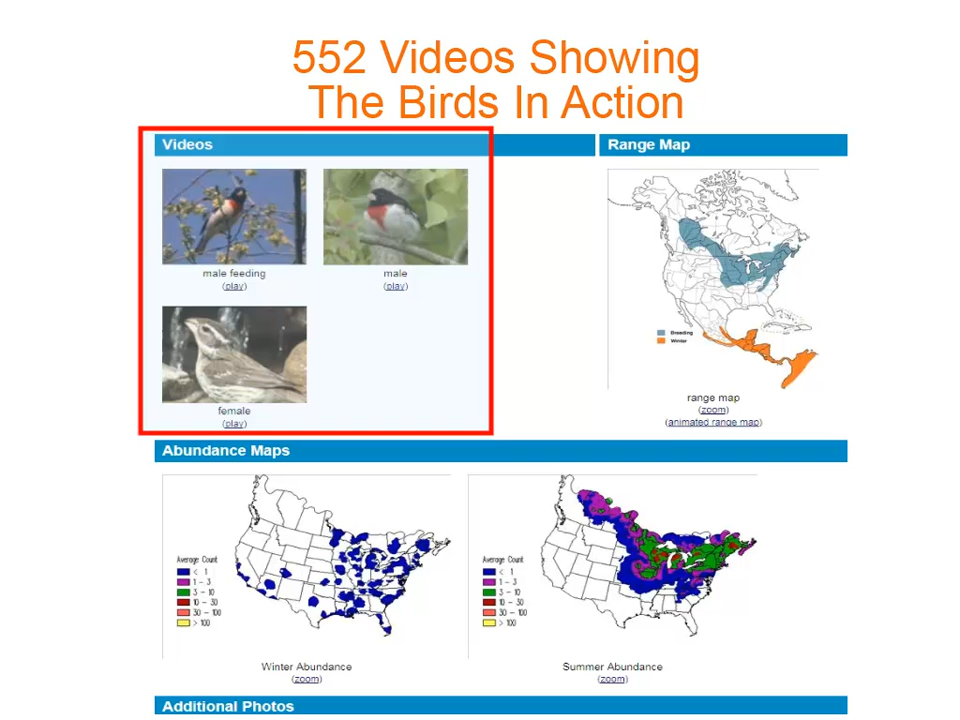 552 Videos Showing
The Birds In Action
Videos
Range Map
male feeding
(play)
male
(play)
female
(play)
Breeding
Winter
range map
(zoom)
(animated range map)
Abundance Maps
Average Count
< 1
1 - 3
3 - 10
10 - 30
30 - 100
> 100
Winter Abundance
(zoom)
Average Count
< 1
1 - 3
3 - 10
10 - 30
30 - 100
> 100
Summer Abundance
(zoom)
Additional Photos